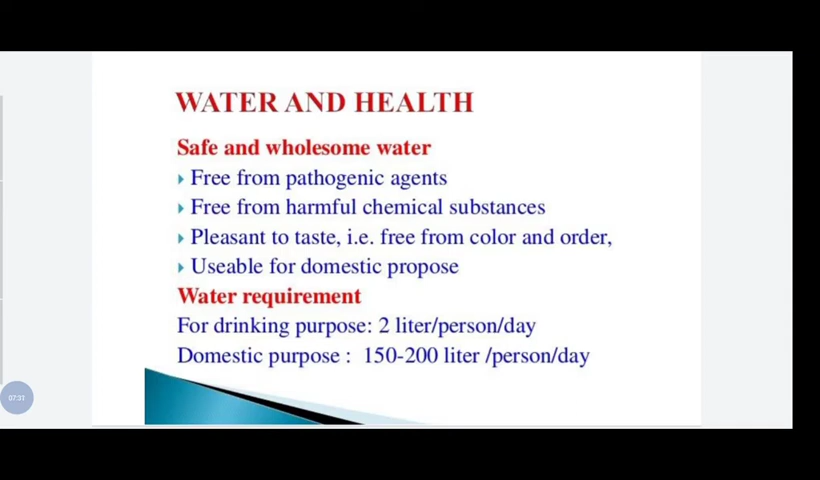 WATER AND HEALTH
Safe and wholesome water
Free from pathogenic agents
Free from harmful chemical substances
Pleasant to taste, i.e. free from color and order,
Useable for domestic propose
Water requirement
For drinking purpose: 2 liter/person/day
Domestic purpose : 150-200 liter /person/day
07:31